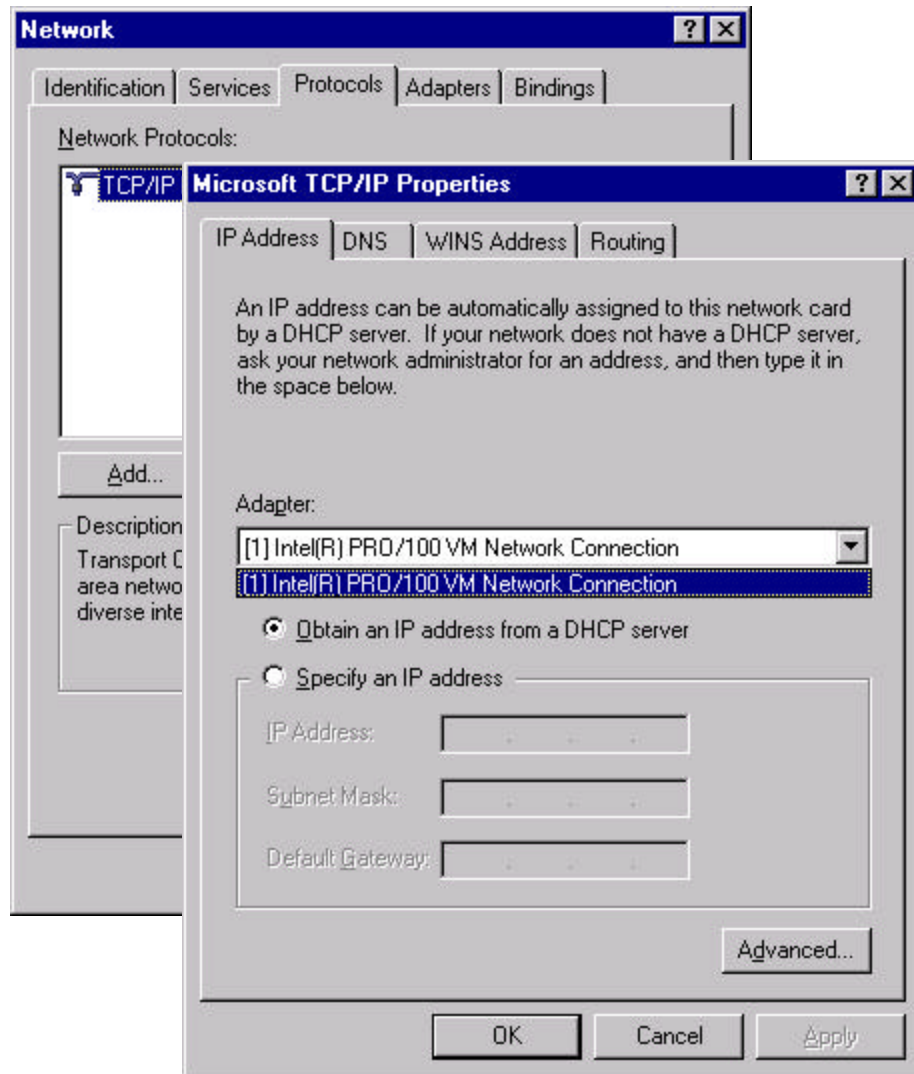 Network
Identification Services Protocols Adapters Bindings
Network Protocols:
TCP/IP
Add...
Description
Transport
area netwo
diverse inte
Microsoft TCP/IP Properties
IP Address DNS WINS Address Routing
An IP address can be automatically assigned to this network card
by a DHCP server. If your network does not have a DHCP server,
ask your network administrator for an address, and then type it in
the space below.
Adapter:
[1] Intel(R) PRO/100 VM Network Connection
[1] Intel(R) PRO/100 VM Network Connection
Obtain an IP address from a DHCP server
Specify an IP address
IP Address:
Subnet Mask:
Default Gateway:
Advanced...
OK Cancel Apply